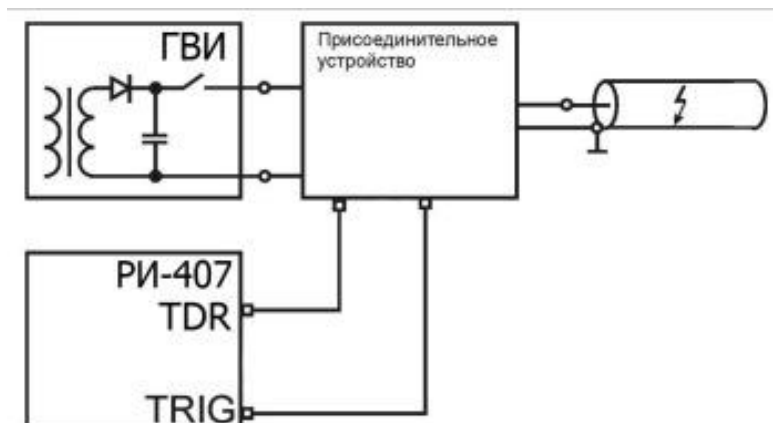 ГВИ
Присоединительное
устройство
РИ-407
TDR
TRIG